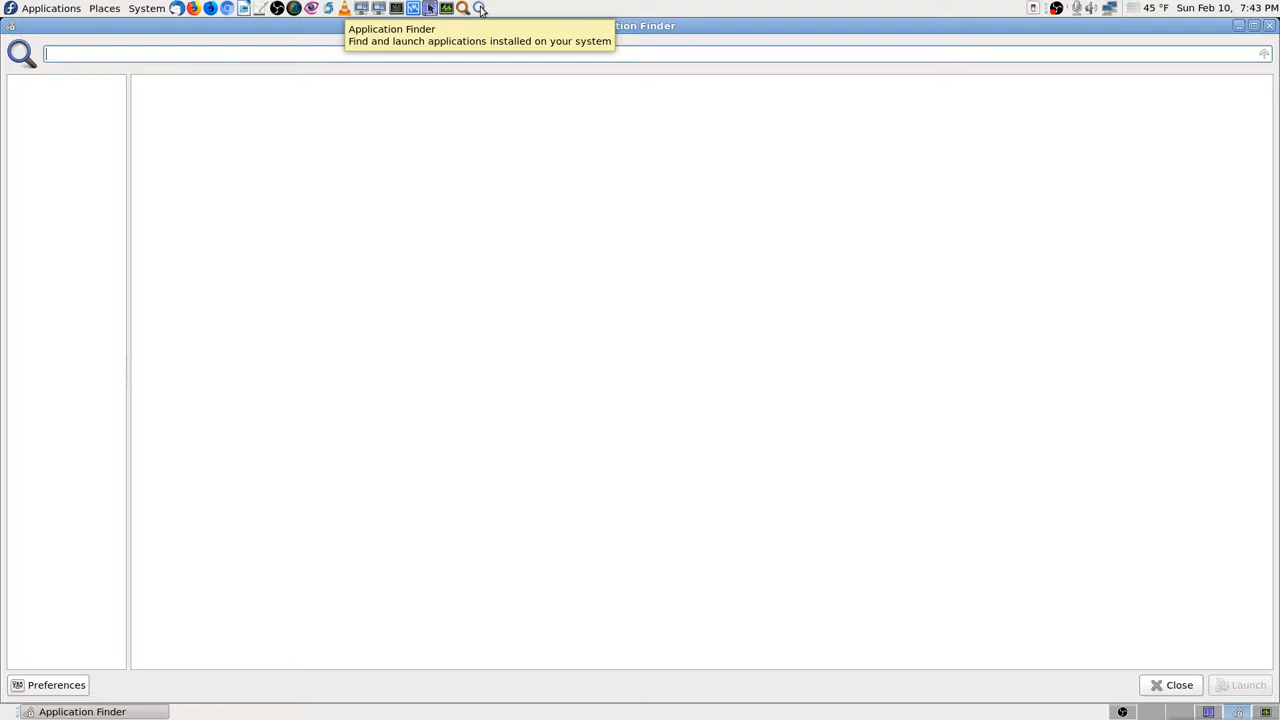 Applications Places System
45 °F Sun Feb 10, 7:43 PM
tion Finder
Application Finder
Find and launch applications installed on your system
Preferences
Close
Launch
Application Finder